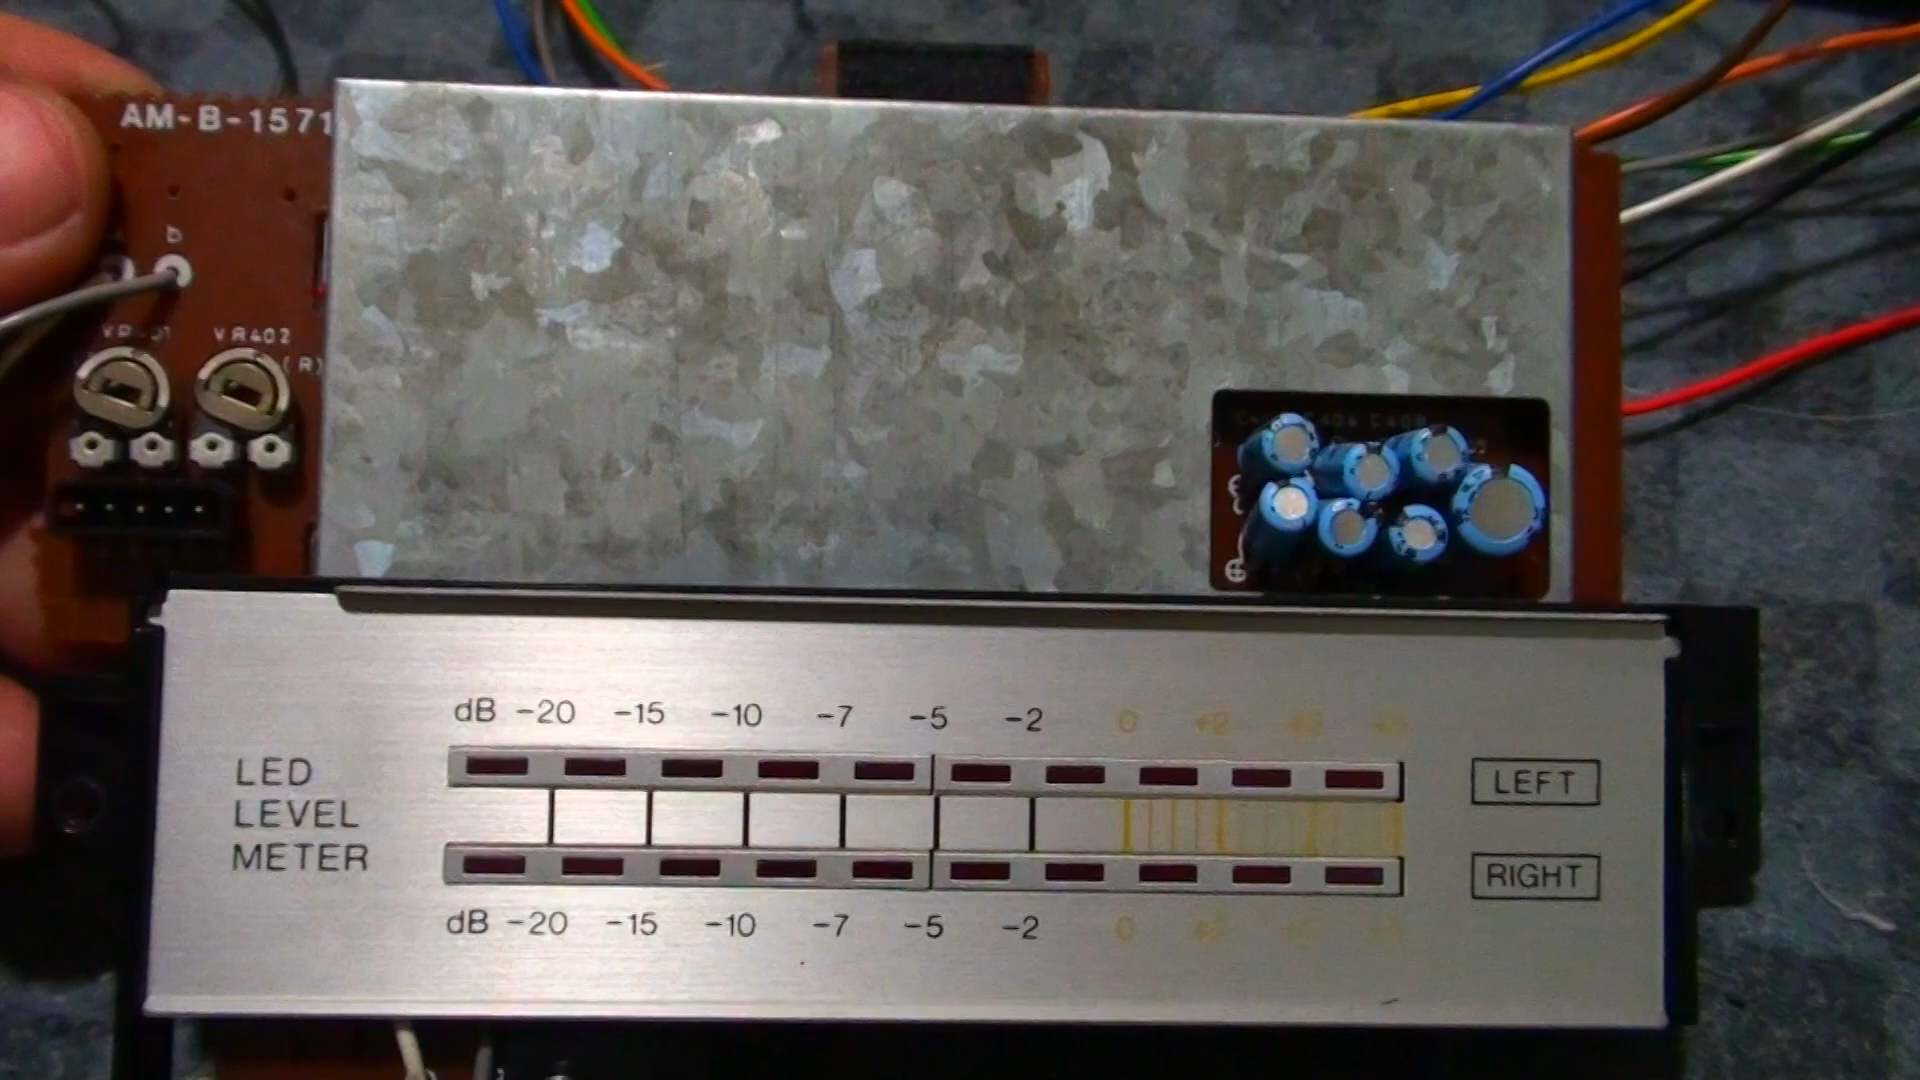 AM-B-1571
b
VR401 VR402
(R)
dB -20 -15 -10 -7 -5 -2 0 +2
LED
LEVEL
METER
LEFT
RIGHT
dB -20 -15 -10 -7 -5 -2 0